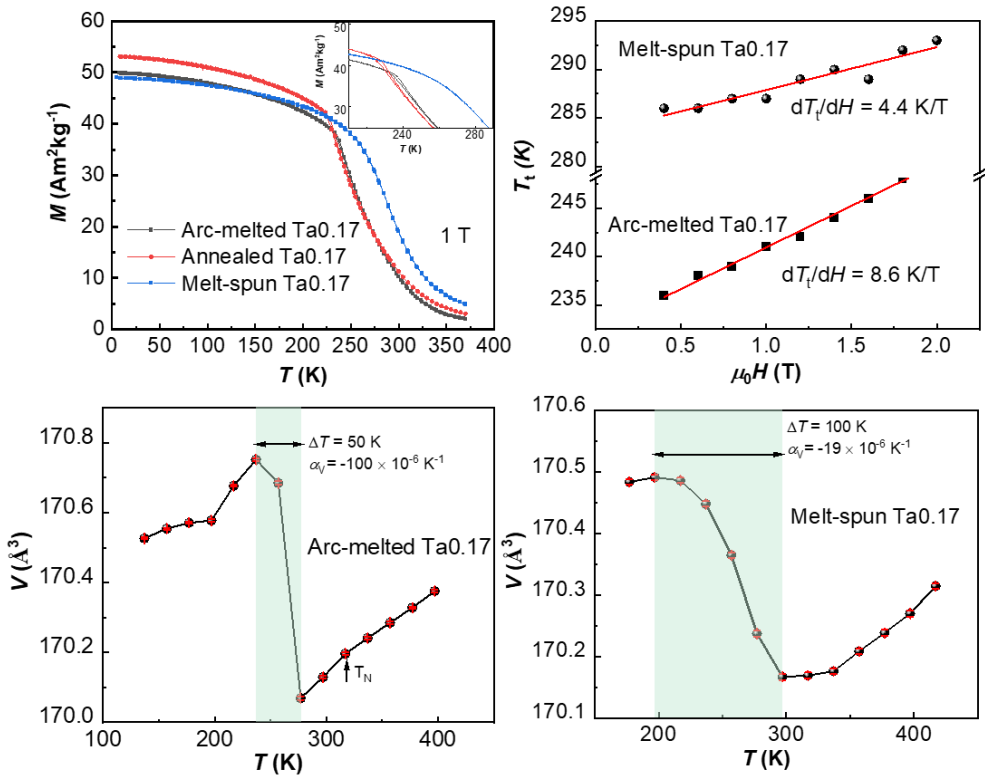 60
50
40
30
20
10
0
M (Am²kg⁻¹)
0 50 100 150 200 250 300 350 400
T (K)
Arc-melted Ta0.17
Annealed Ta0.17
Melt-spun Ta0.17
1 T
M (Am²kg⁻¹)
40
30
240 280
T (K)
295
290
285
280
245
240
235
Tₜ (K)
Melt-spun Ta0.17
dTₜ/dH = 4.4 K/T
Arc-melted Ta0.17
dTₜ/dH = 8.6 K/T
0.0 0.5 1.0 1.5 2.0
μ₀H (T)
170.8
170.6
170.4
170.2
170.0
V (Å³)
ΔT = 50 K
αV = -100 × 10⁻⁶ K⁻¹
Arc-melted Ta0.17
TN
100 200 300 400
T (K)
170.6
170.5
170.4
170.3
170.2
170.1
V (Å³)
ΔT = 100 K
αV = -19 × 10⁻⁶ K⁻¹
Melt-spun Ta0.17
200 300 400
T (K)